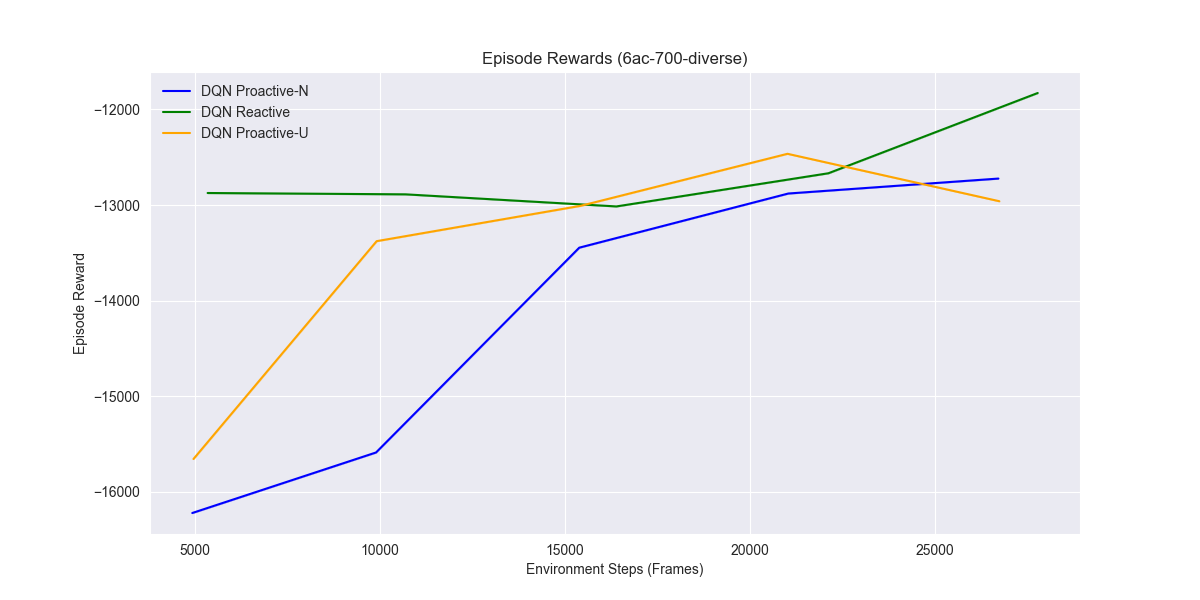 Episode Rewards (6ac-700-diverse)
DQN Proactive-N
DQN Reactive
DQN Proactive-U
Episode Reward
−12000
−13000
−14000
−15000
−16000
5000
10000
15000
20000
25000
Environment Steps (Frames)